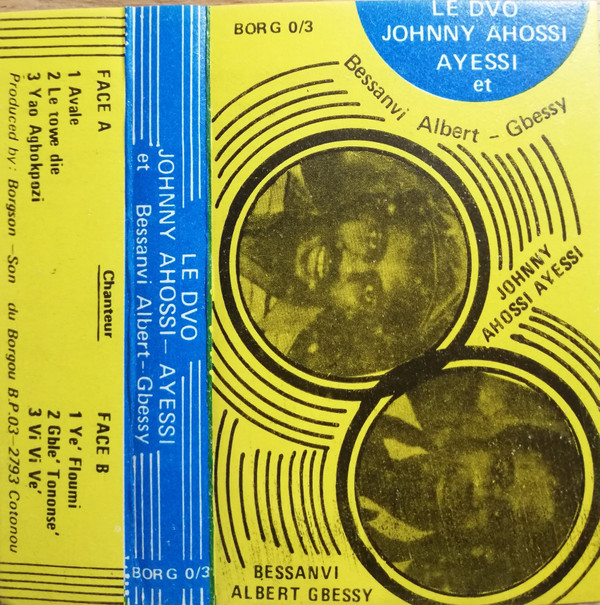 FACE A
1 Avale
2 Le towe die
3 Yao Agbokpozi
Chanteur
FACE B
1 Ye' Floumi
2 Gble' Tononse'
3 Vi Vi Ve'
Produced by: Borgson – Son du Borgou B.P.03–2793 Cotonou
LE DVO
JOHNNY AHOSSI – AYESSI
et Bessanvi Albert – Gbessy
BORG 0/3
BORG 0/3
LE DVO
JOHNNY AHOSSI
AYESSI
et
Bessanvi Albert – Gbessy
JOHNNY
AHOSSI AYESSI
BESSANVI
ALBERT GBESSY